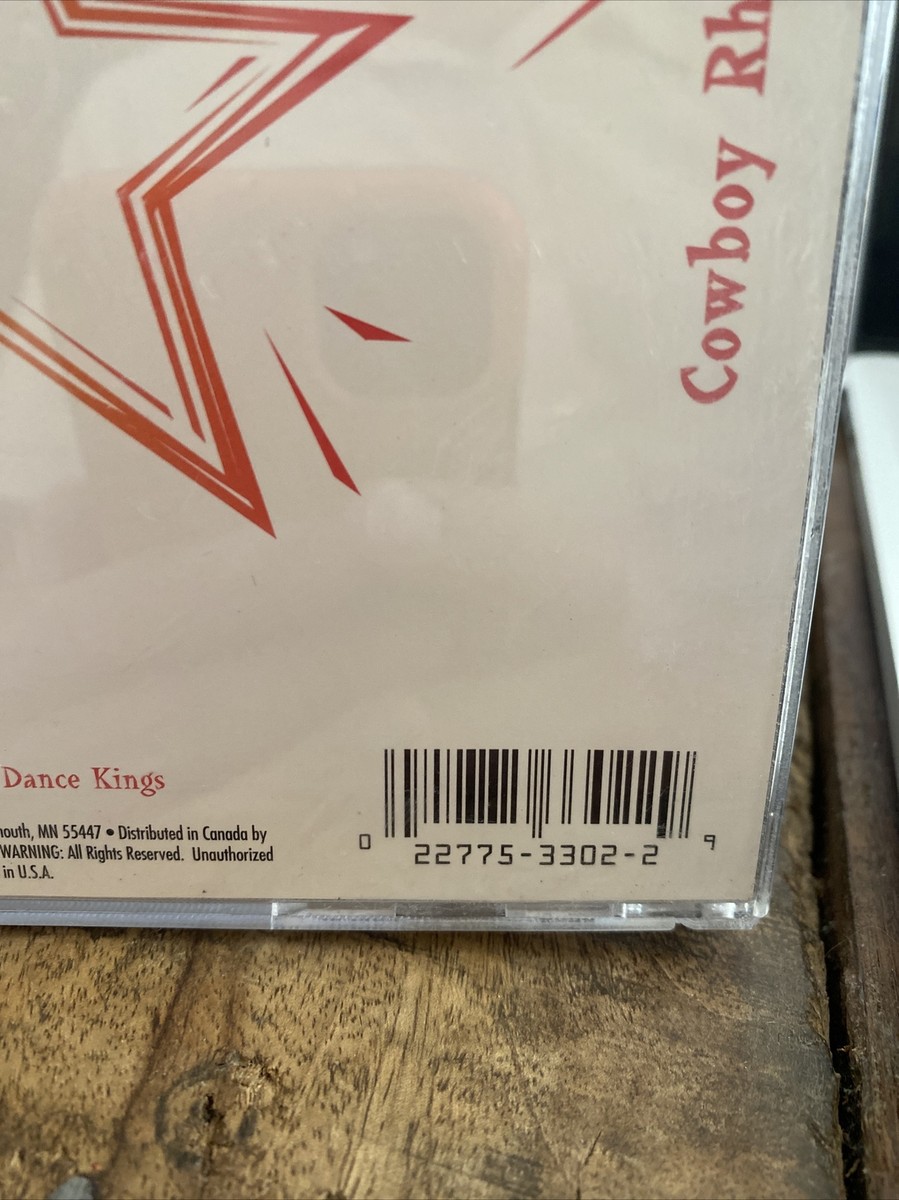 Cowboy Rh
Dance Kings
outh, MN 55447 • Distributed in Canada by
WARNING: All Rights Reserved. Unauthorized
in U.S.A.
0 22775-3302-2 9